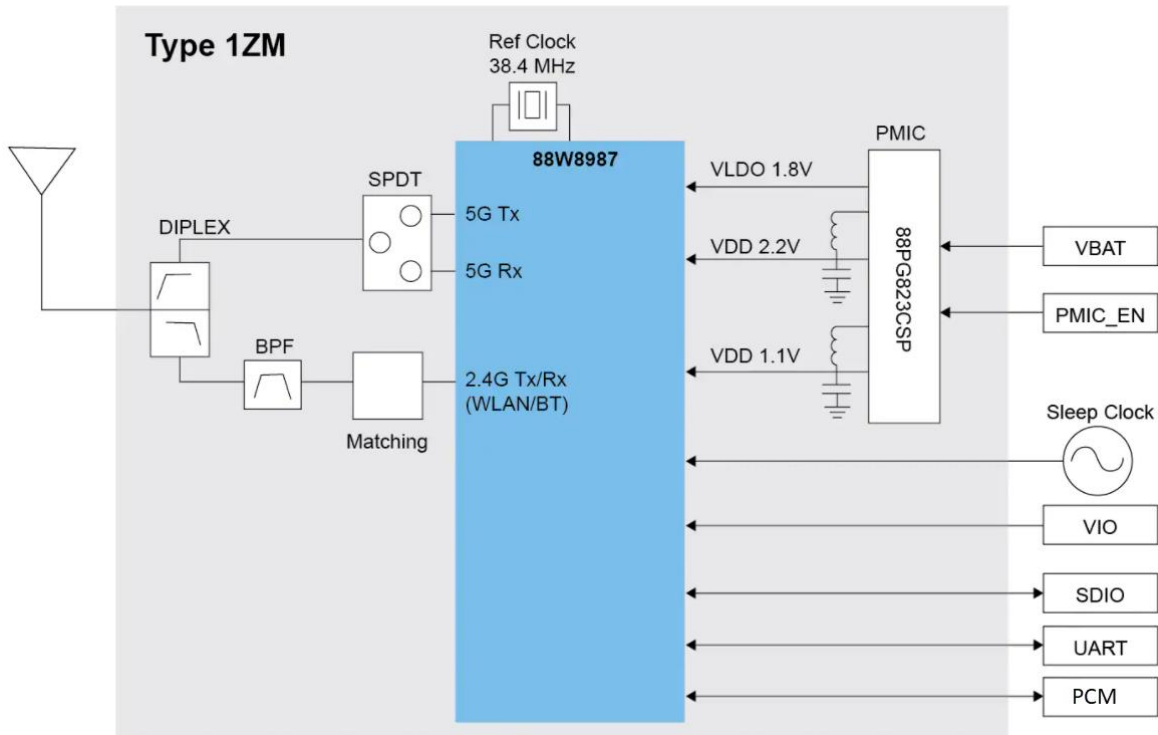 Type 1ZM
Ref Clock
38.4 MHz
88W8987
PMIC
SPDT
VLDO 1.8V
5G Tx
DIPLEX
88PG823CSP
VBAT
VDD 2.2V
5G Rx
PMIC_EN
BPF
VDD 1.1V
2.4G Tx/Rx
(WLAN/BT)
Matching
Sleep Clock
VIO
SDIO
UART
PCM